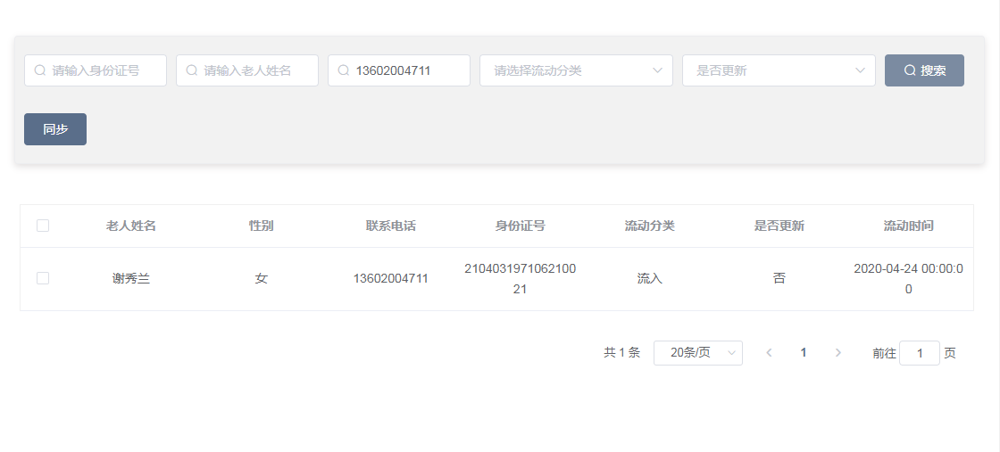 请输入身份证号 请输入老人姓名 13602004711 请选择流动分类 是否更新 搜索
同步
老人姓名 性别 联系电话 身份证号 流动分类 是否更新 流动时间
谢秀兰 女 13602004711 2104031971062100 流入 否 2020-04-24 00:00:0
21 0
共 1 条 20条/页 1 前往 1 页